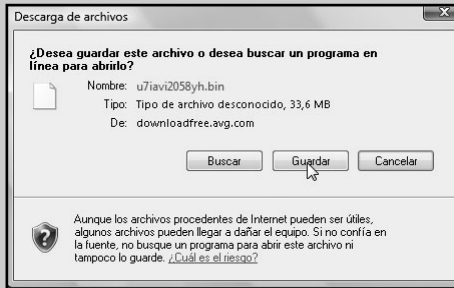 Descarga de archivos
¿Desea guardar este archivo o desea buscar un programa en
línea para abrirlo?
Nombre: u7iavi2058yh.bin
Tipo: Tipo de archivo desconocido, 33,6 MB
De: downloadfree.avg.com
Buscar Guardar Cancelar
Aunque los archivos procedentes de Internet pueden ser útiles,
algunos archivos pueden llegar a dañar el equipo. Si no confía en
la fuente, no busque un programa para abrir este archivo ni
tampoco lo guarde. ¿Cuál es el riesgo?